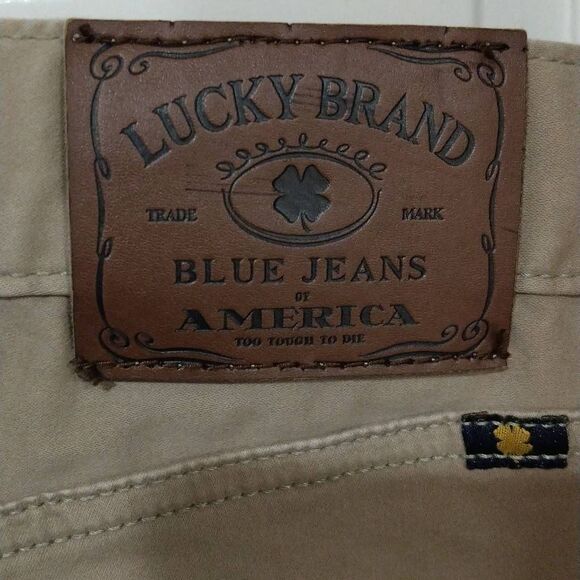 LUCKY BRAND
TRADE MARK
BLUE JEANS
OF
AMERICA
TOO TOUGH TO DIE